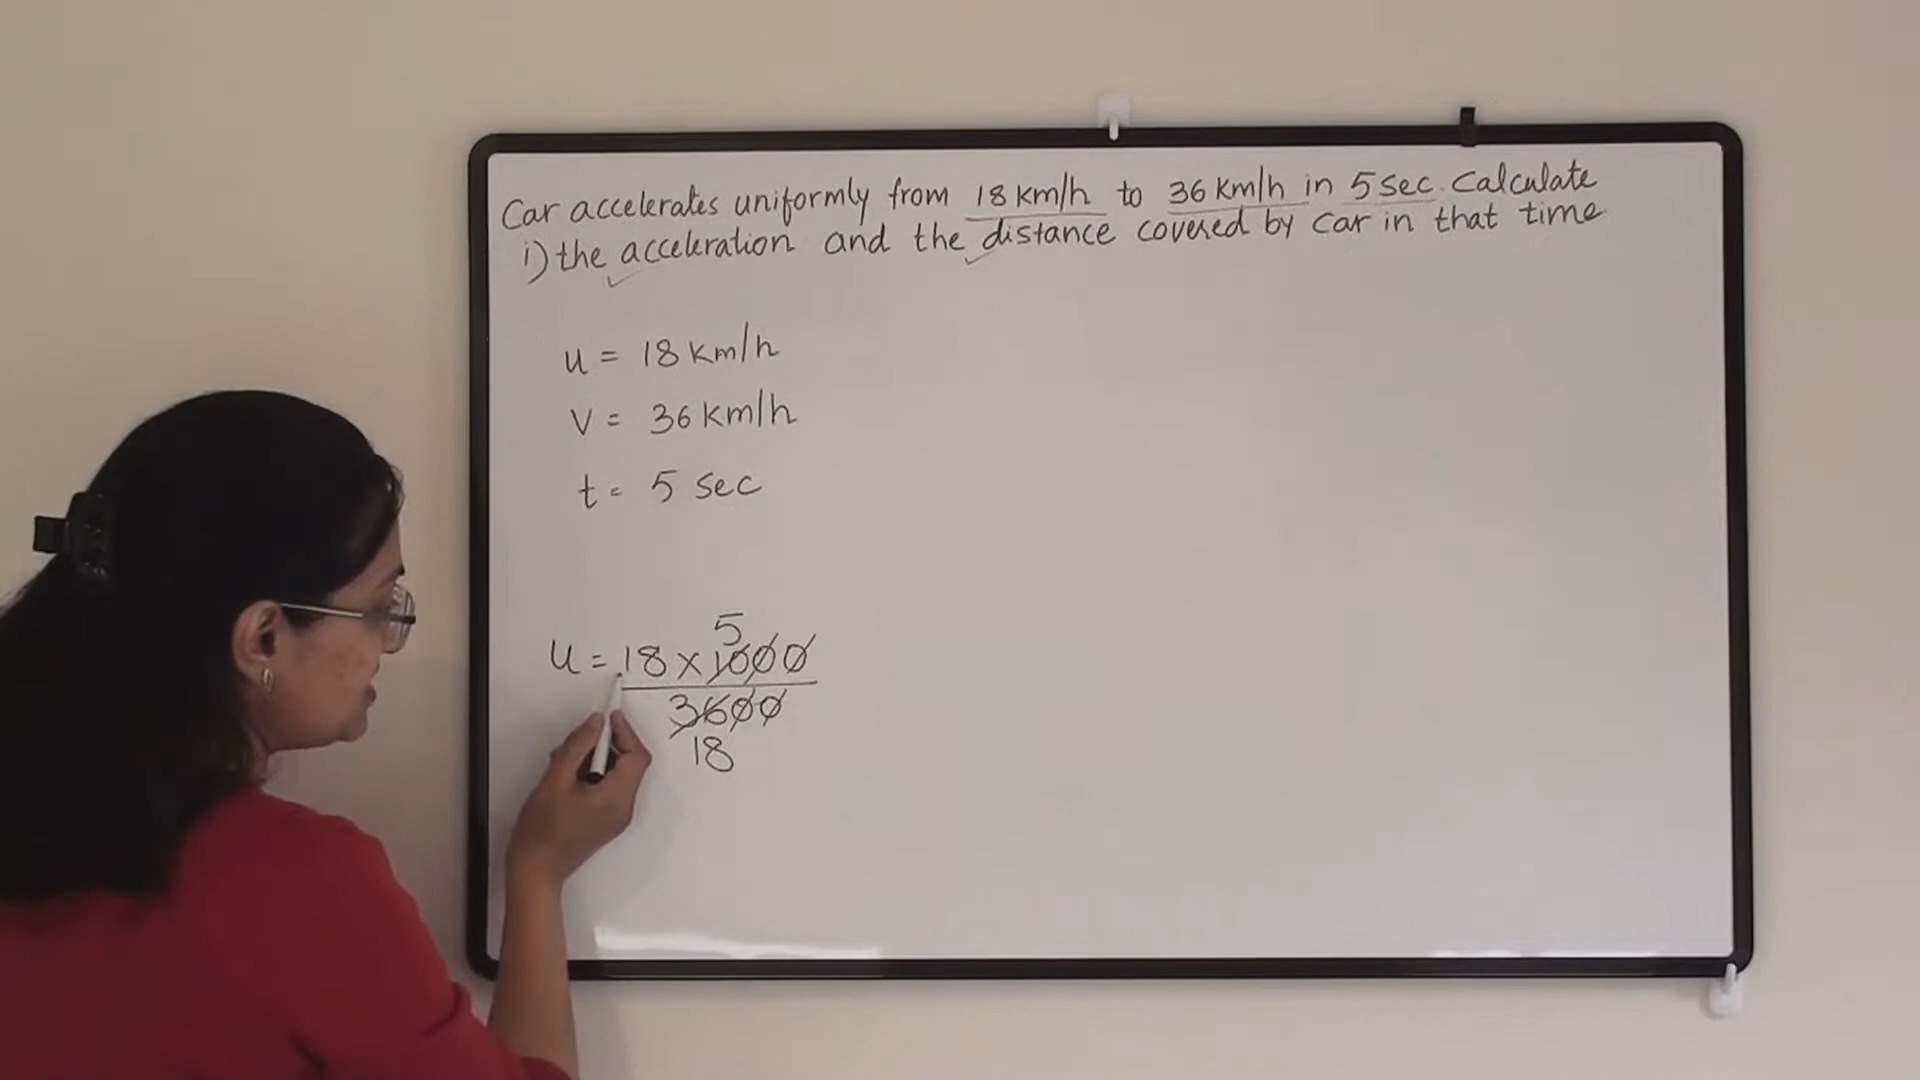 Car accelerates uniformly from 18 km/h to 36 km/h in 5 sec. Calculate
i) the acceleration and the distance covered by car in that time.
u = 18 km/h
v = 36 km/h
t = 5 sec
5
u = 18 × 1000
3600
18